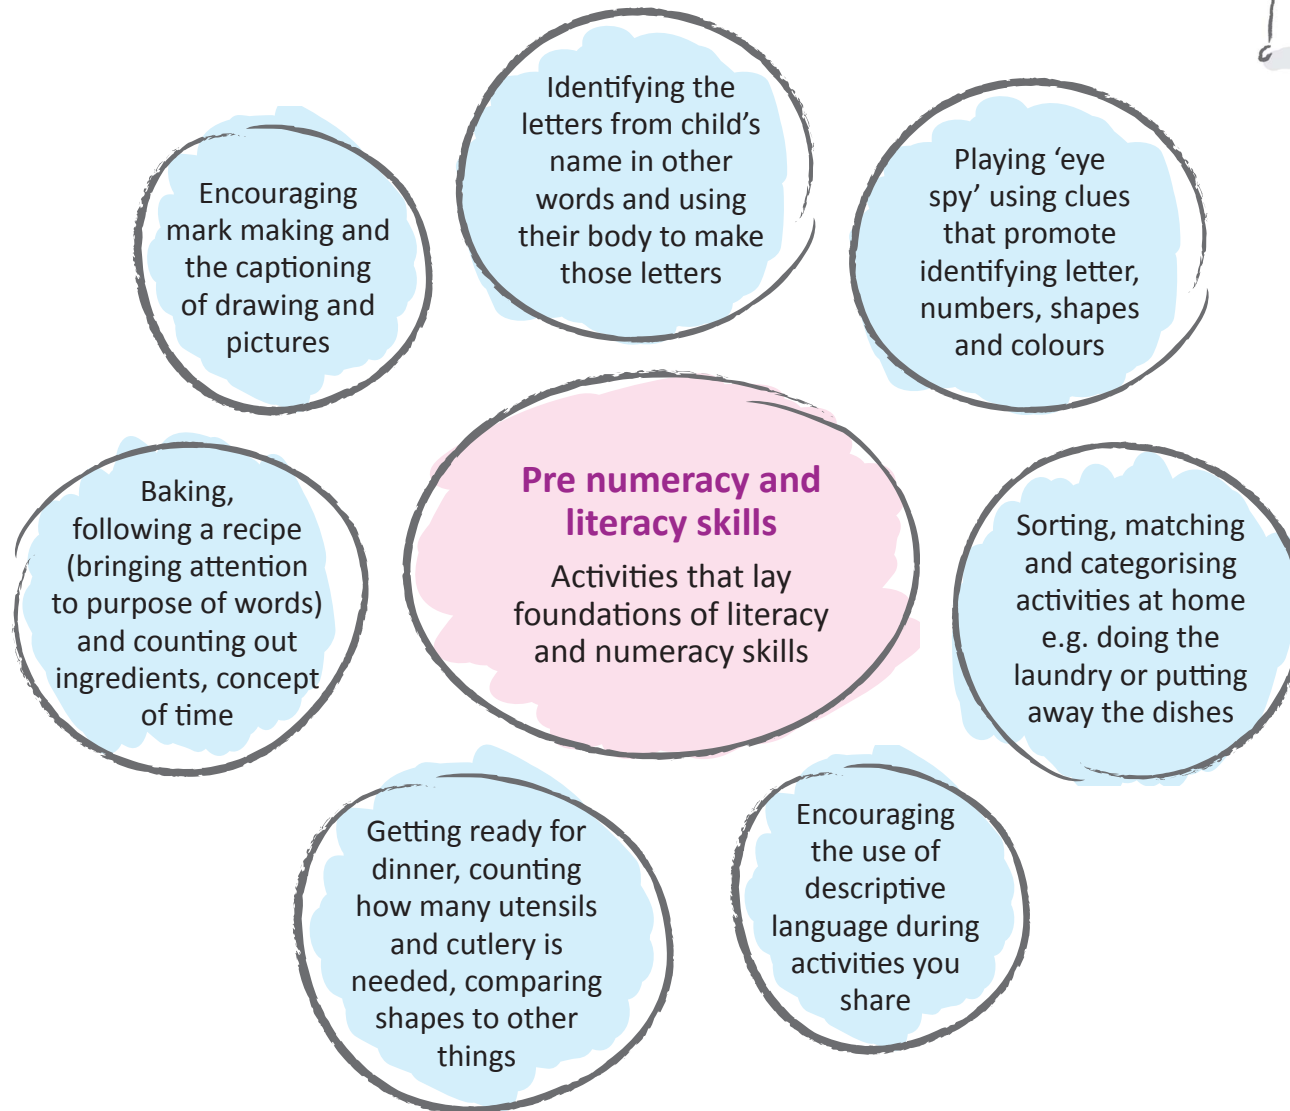 Identifying the
letters from child’s
name in other
words and using
their body to make
those letters
Playing ‘eye
spy’ using clues
that promote
identifying letter,
numbers, shapes
and colours
Encouraging
mark making and
the captioning
of drawing and
pictures
Pre numeracy and
literacy skills
Activities that lay
foundations of literacy
and numeracy skills
Baking,
following a recipe
(bringing attention
to purpose of words)
and counting out
ingredients, concept
of time
Sorting, matching
and categorising
activities at home
e.g. doing the
laundry or putting
away the dishes
Getting ready for
dinner, counting
how many utensils
and cutlery is
needed, comparing
shapes to other
things
Encouraging
the use of
descriptive
language during
activities you
share